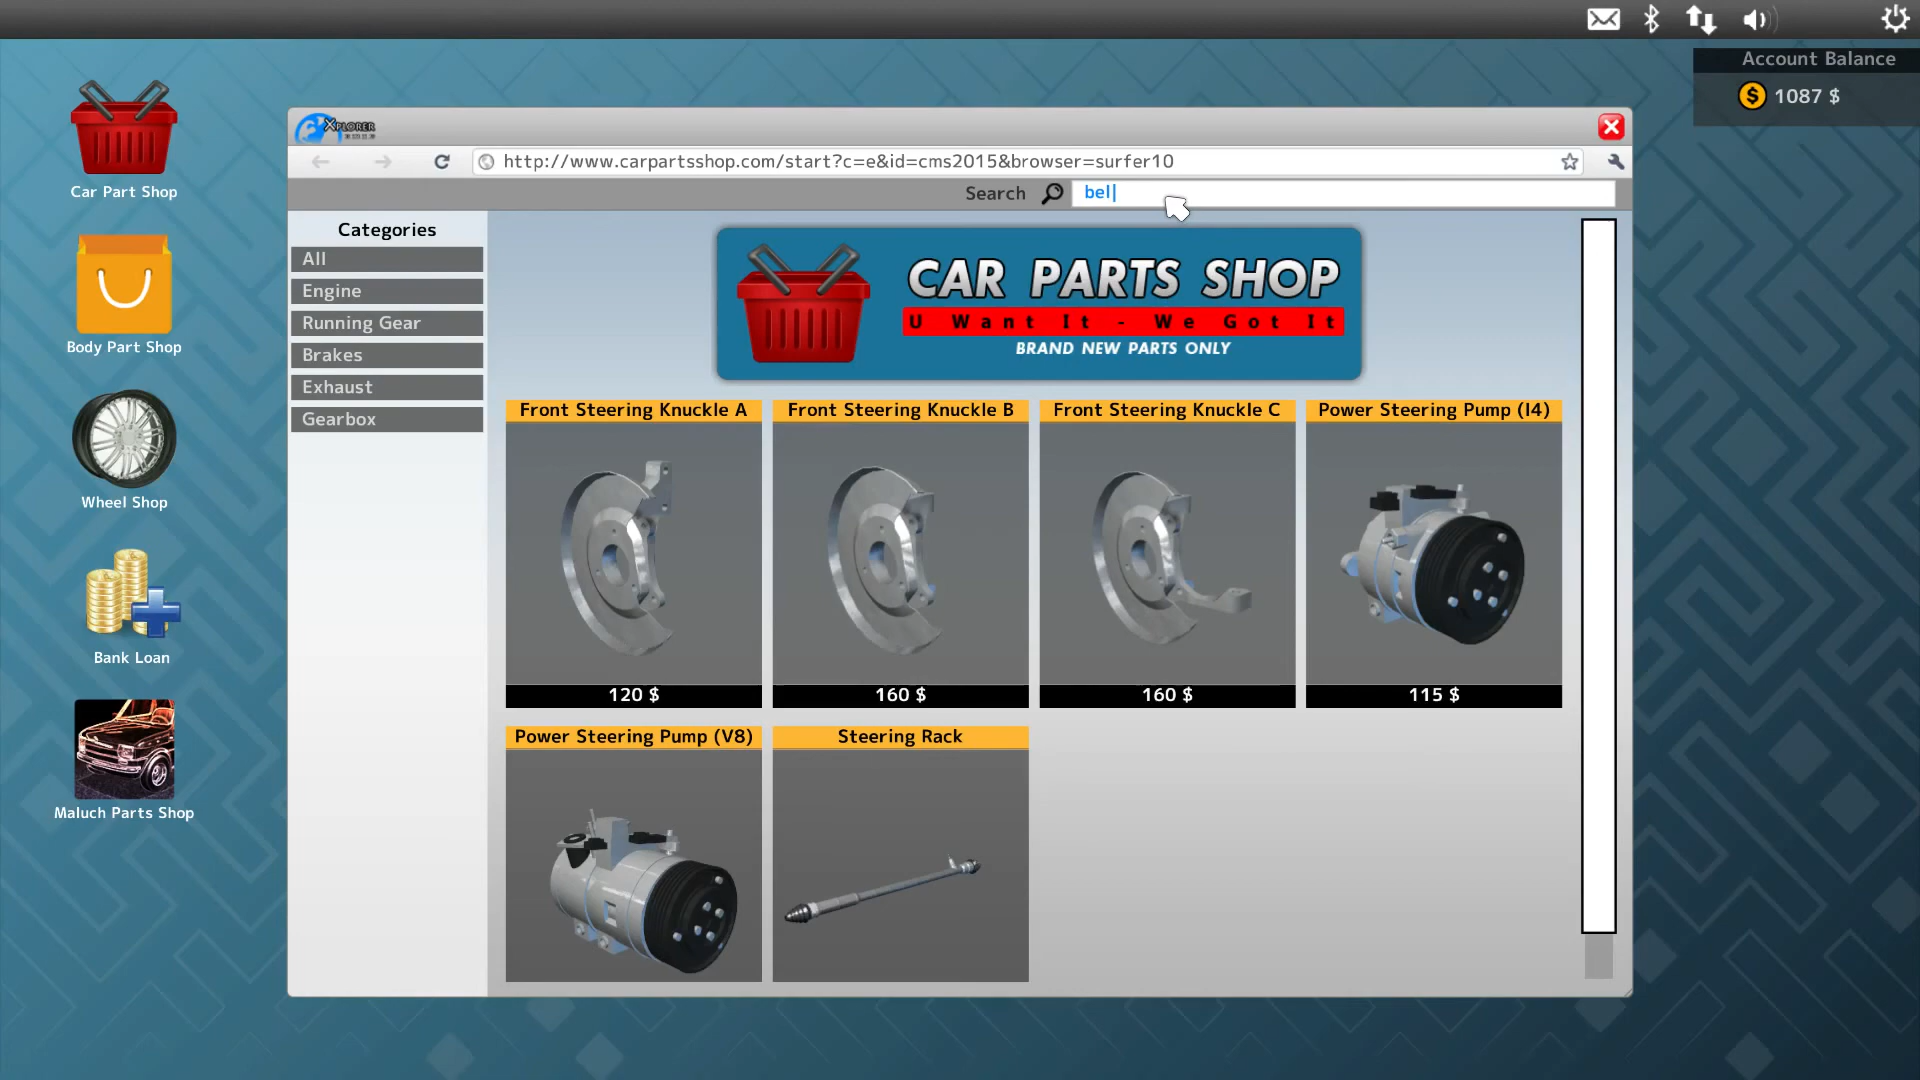 Account Balance
1087 $
Car Part Shop
Body Part Shop
Wheel Shop
Bank Loan
Maluch Parts Shop
XPLORER
http://www.carpartsshop.com/start?c=e&id=cms2015&browser=surfer10
Search bel
Categories
All
Engine
Running Gear
Brakes
Exhaust
Gearbox
CAR PARTS SHOP
U Want It - We Got It
BRAND NEW PARTS ONLY
Front Steering Knuckle A
120 $
Front Steering Knuckle B
160 $
Front Steering Knuckle C
160 $
Power Steering Pump (I4)
115 $
Power Steering Pump (V8)
Steering Rack